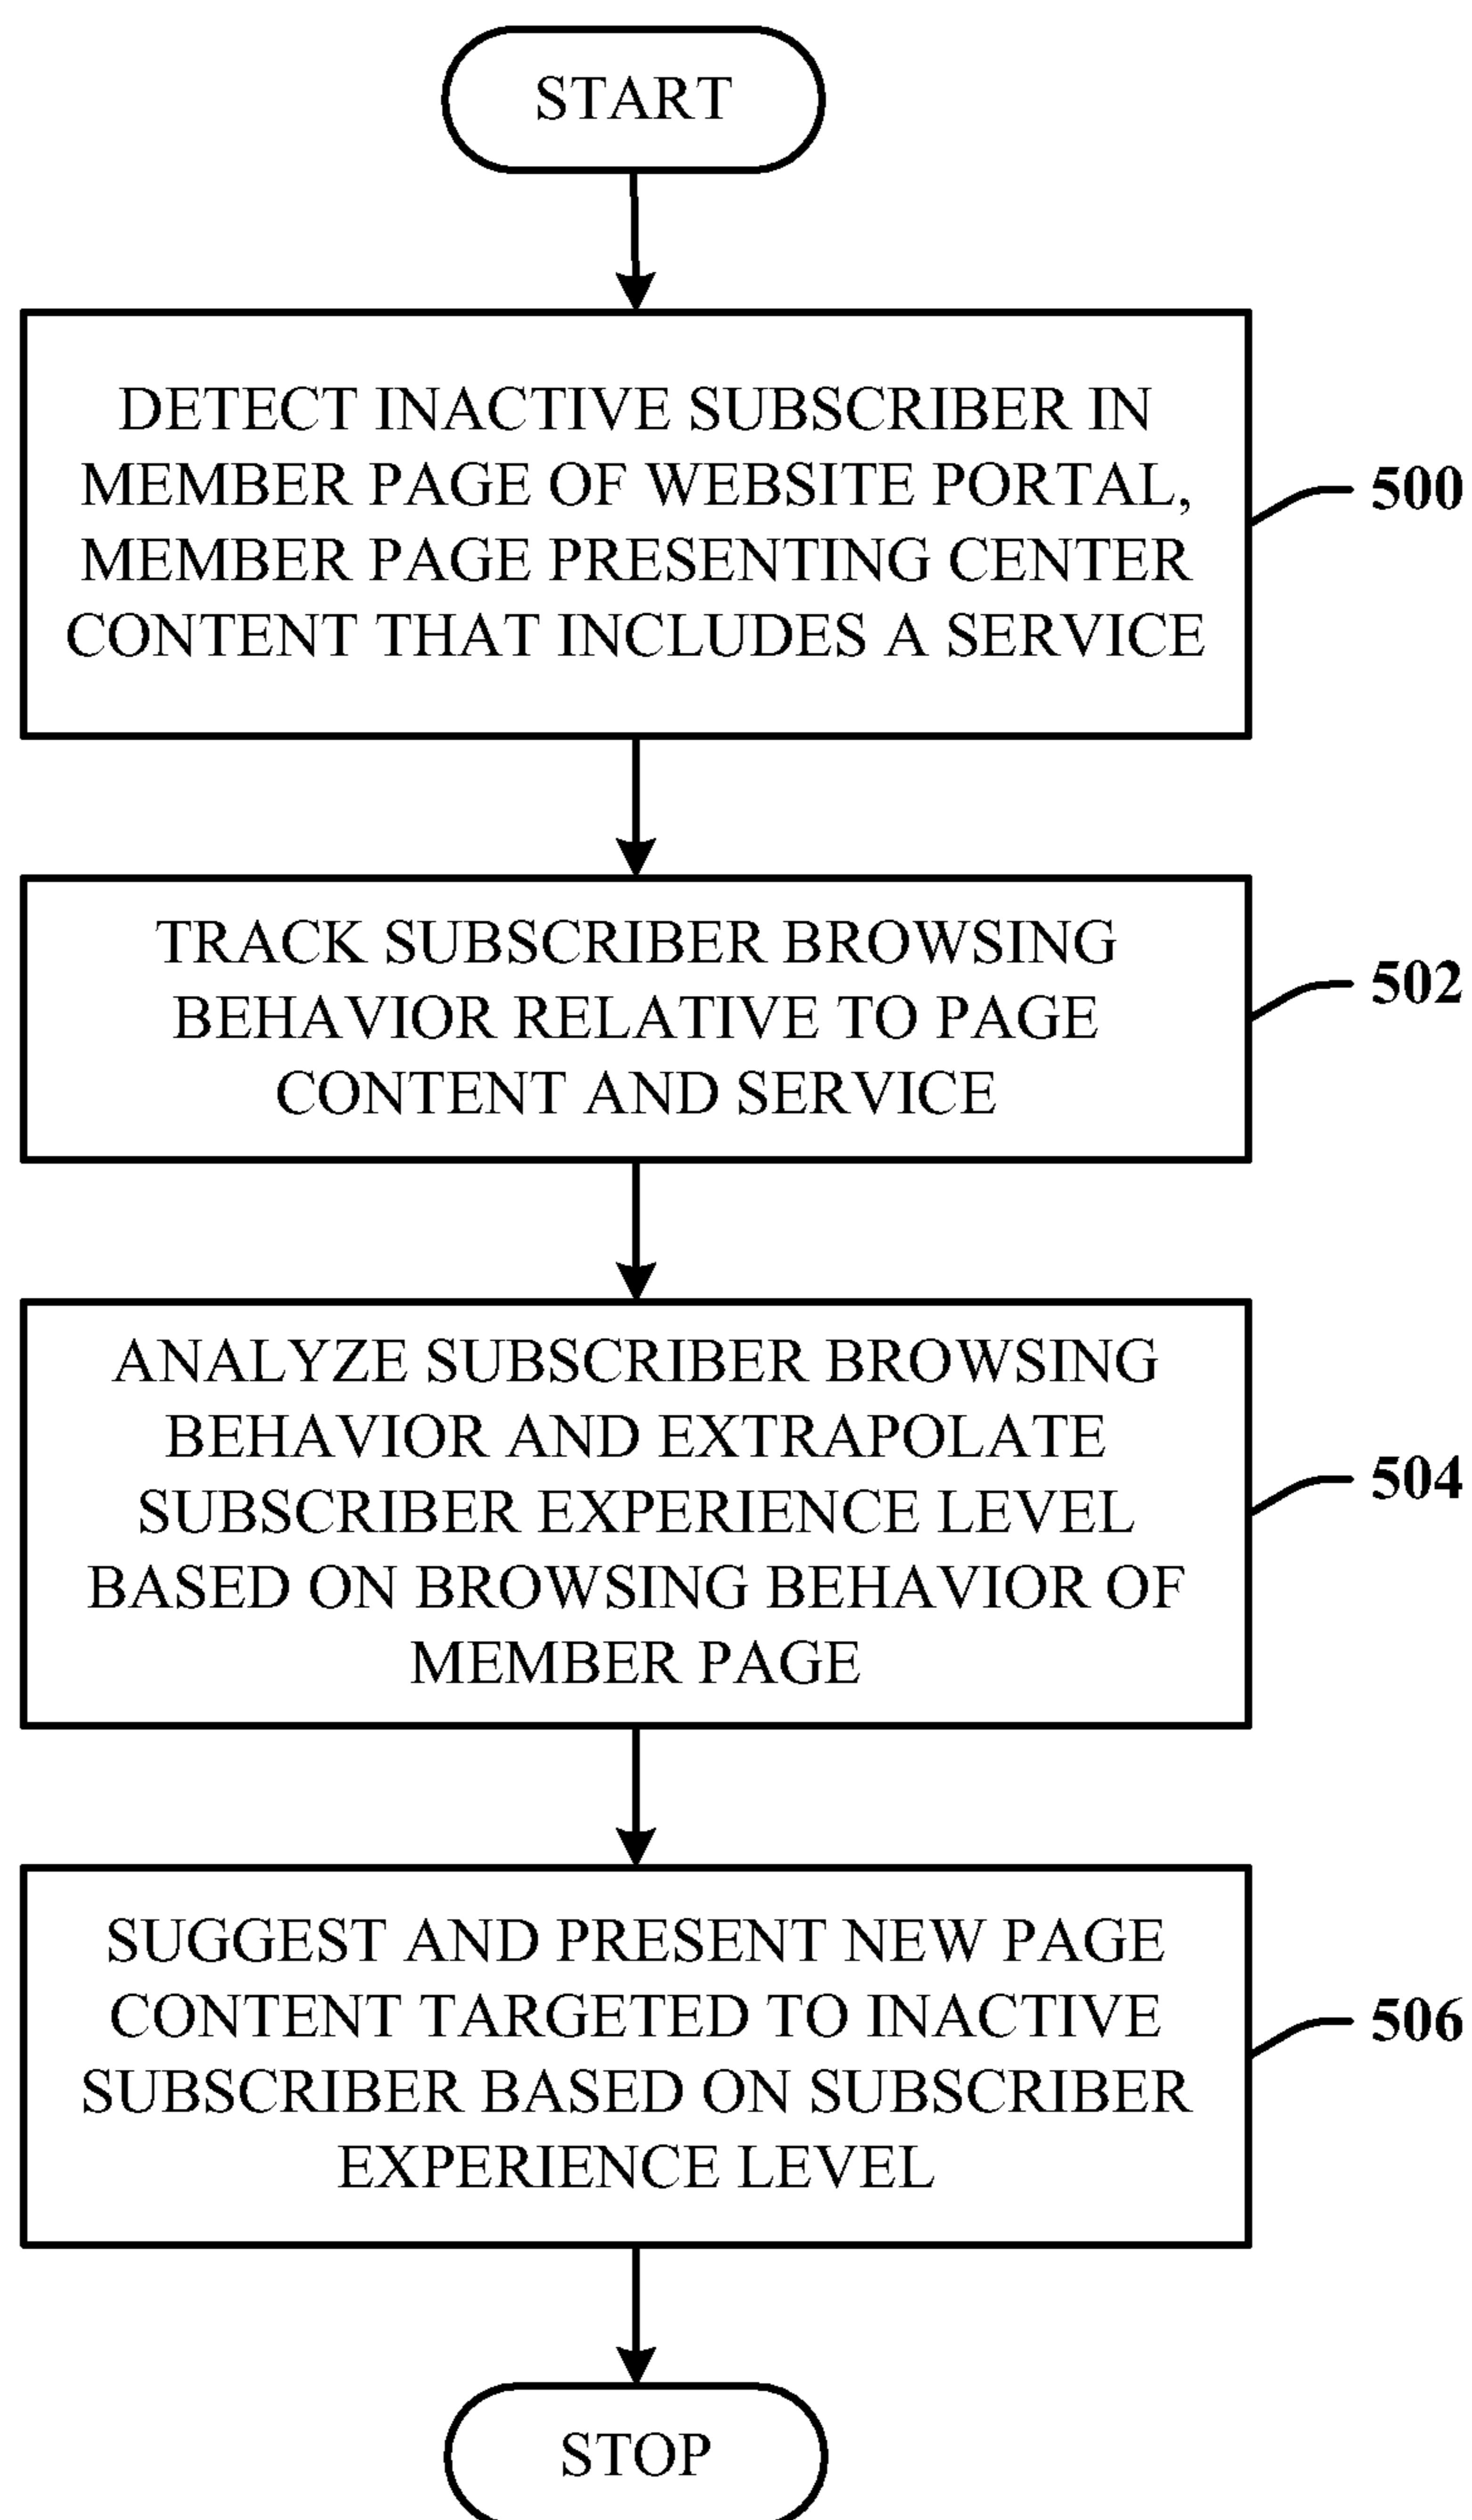 START
DETECT INACTIVE SUBSCRIBER IN
MEMBER PAGE OF WEBSITE PORTAL,
MEMBER PAGE PRESENTING CENTER
CONTENT THAT INCLUDES A SERVICE
500
TRACK SUBSCRIBER BROWSING
BEHAVIOR RELATIVE TO PAGE
CONTENT AND SERVICE
502
ANALYZE SUBSCRIBER BROWSING
BEHAVIOR AND EXTRAPOLATE
SUBSCRIBER EXPERIENCE LEVEL
BASED ON BROWSING BEHAVIOR OF
MEMBER PAGE
504
SUGGEST AND PRESENT NEW PAGE
CONTENT TARGETED TO INACTIVE
SUBSCRIBER BASED ON SUBSCRIBER
EXPERIENCE LEVEL
506
STOP